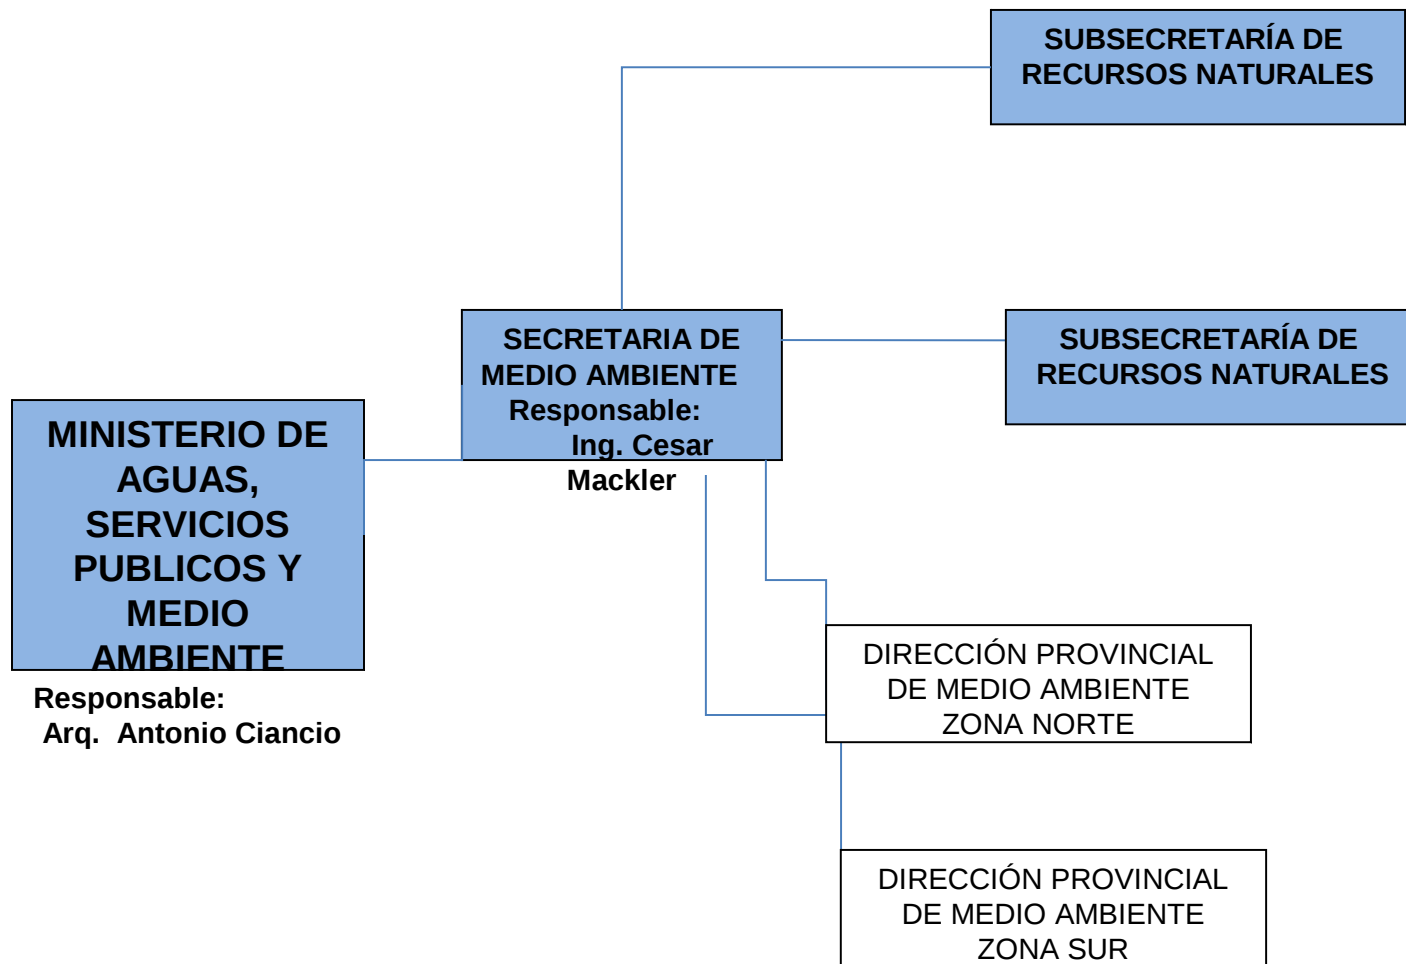 SUBSECRETARÍA DE
RECURSOS NATURALES
SECRETARIA DE
MEDIO AMBIENTE
Responsable:
Ing. Cesar
Mackler
SUBSECRETARÍA DE
RECURSOS NATURALES
MINISTERIO DE
AGUAS,
SERVICIOS
PUBLICOS Y
MEDIO
AMBIENTE
Responsable:
Arq. Antonio Ciancio
DIRECCIÓN PROVINCIAL
DE MEDIO AMBIENTE
ZONA NORTE
DIRECCIÓN PROVINCIAL
DE MEDIO AMBIENTE
ZONA SUR